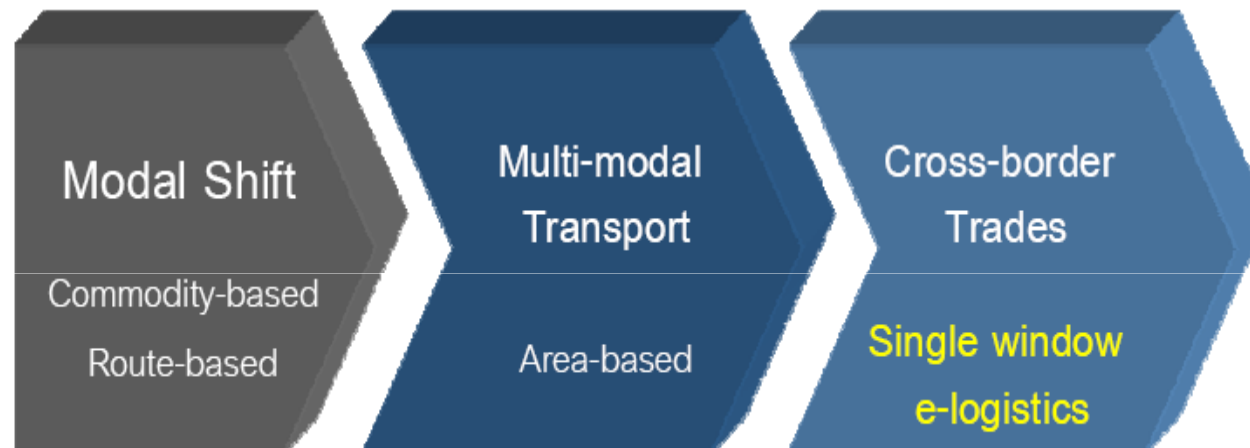 Modal Shift
Commodity-based
Route-based
Multi-modal
Transport
Area-based
Cross-border
Trades
Single window
e-logistics